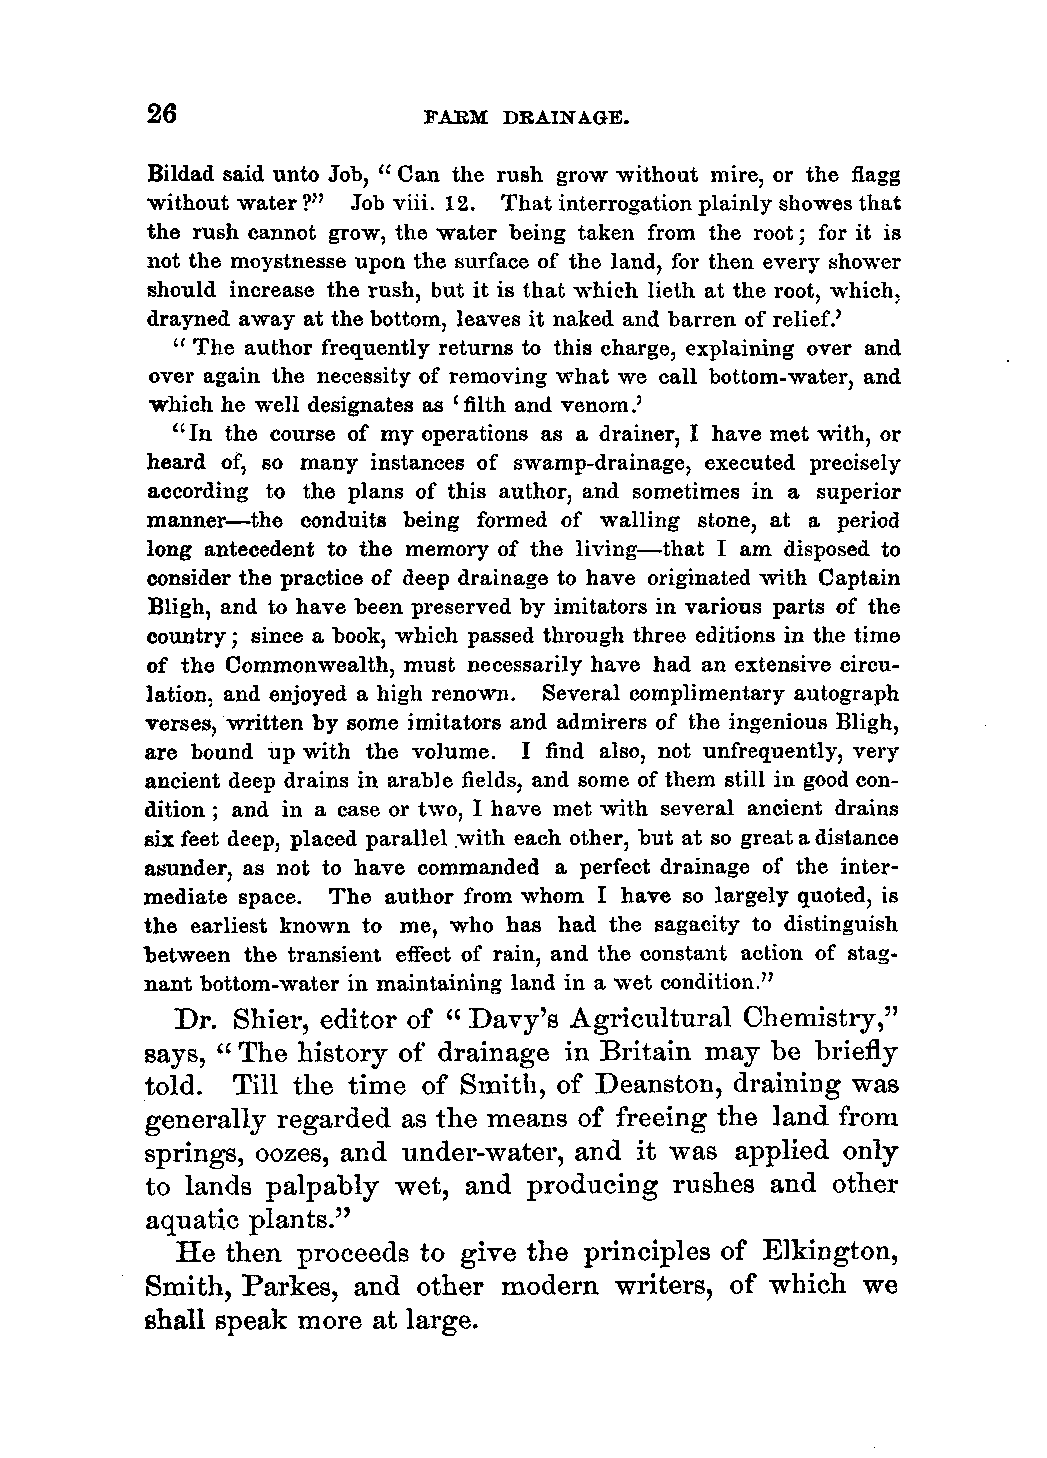 26 FARM DRAINAGE.
Bildad said unto Job, “Can the rush grow without mire, or the flagg
without water?” Job viii. 12. That interrogation plainly showes that
the rush cannot grow, the water being taken from the root; for it is
not the moystnesse upon the surface of the land, for then every shower
should increase the rush, but it is that which lieth at the root, which,
drayned away at the bottom, leaves it naked and barren of relief.’
“The author frequently returns to this charge, explaining over and
over again the necessity of removing what we call bottom-water, and
which he well designates as ‘filth and venom.’
“In the course of my operations as a drainer, I have met with, or
heard of, so many instances of swamp-drainage, executed precisely
according to the plans of this author, and sometimes in a superior
manner—the conduits being formed of walling stone, at a period
long antecedent to the memory of the living—that I am disposed to
consider the practice of deep drainage to have originated with Captain
Bligh, and to have been preserved by imitators in various parts of the
country; since a book, which passed through three editions in the time
of the Commonwealth, must necessarily have had an extensive circu-
lation, and enjoyed a high renown. Several complimentary autograph
verses, written by some imitators and admirers of the ingenious Bligh,
are bound up with the volume. I find also, not unfrequently, very
ancient deep drains in arable fields, and some of them still in good con-
dition; and in a case or two, I have met with several ancient drains
six feet deep, placed parallel with each other, but at so great a distance
asunder, as not to have commanded a perfect drainage of the inter-
mediate space. The author from whom I have so largely quoted, is
the earliest known to me, who has had the sagacity to distinguish
between the transient effect of rain, and the constant action of stag-
nant bottom-water in maintaining land in a wet condition.”
Dr. Shier, editor of “Davy’s Agricultural Chemistry,”
says, “The history of drainage in Britain may be briefly
told. Till the time of Smith, of Deanston, draining was
generally regarded as the means of freeing the land from
springs, oozes, and under-water, and it was applied only
to lands palpably wet, and producing rushes and other
aquatic plants.”
He then proceeds to give the principles of Elkington,
Smith, Parkes, and other modern writers, of which we
shall speak more at large.